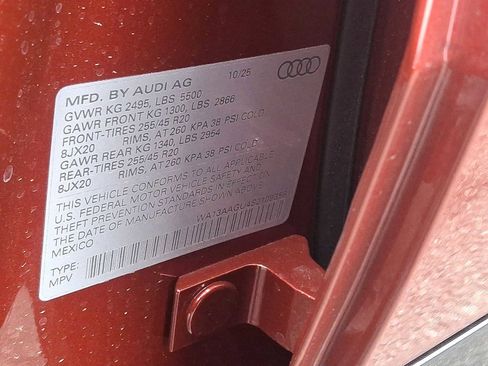 MFD. BY AUDI AG 10/25
GVWR KG 2495, LBS 5500
GAWR FRONT KG 1300, LBS 2866
FRONT-TIRES 255/45 R20
8JX20 RIMS, AT 260 KPA 38 PSI COLD
GAWR REAR KG 1340, LBS 2954
REAR-TIRES 255/45 R20
8JX20 RIMS, AT 260 KPA 38 PSI COLD
THIS VEHICLE CONFORMS TO ALL APPLICABLE
U.S. FEDERAL MOTOR VEHICLE SAFETY AND
THEFT PREVENTION STANDARDS IN EFFECT ON
THE DATE OF MANUFACTURE SHOWN ABOVE
MEXICO
TYPE:
MPV